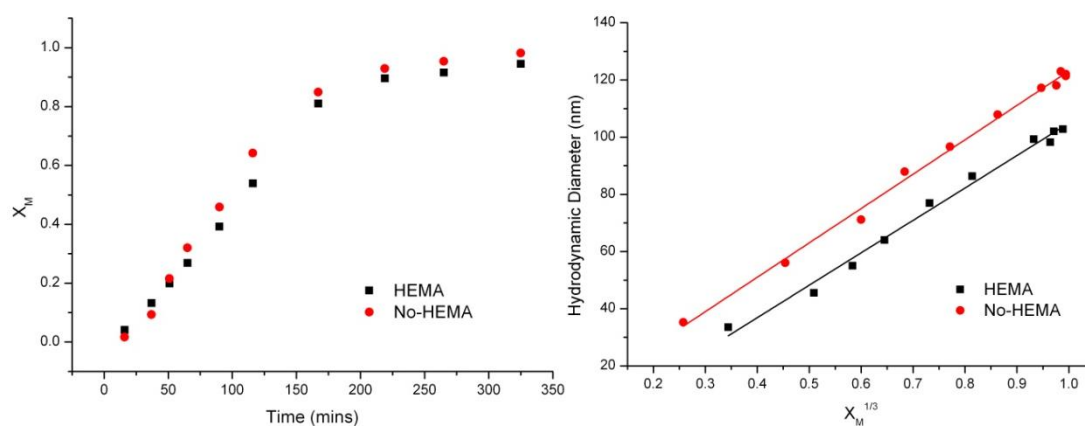 1.0
0.8
0.6
0.4
0.2
0.0
X_M
HEMA
No-HEMA
0 50 100 150 200 250 300 350
Time (mins)
140
120
100
80
60
40
20
Hydrodynamic Diameter (nm)
HEMA
No-HEMA
0.2 0.3 0.4 0.5 0.6 0.7 0.8 0.9 1.0
X_M^1/3